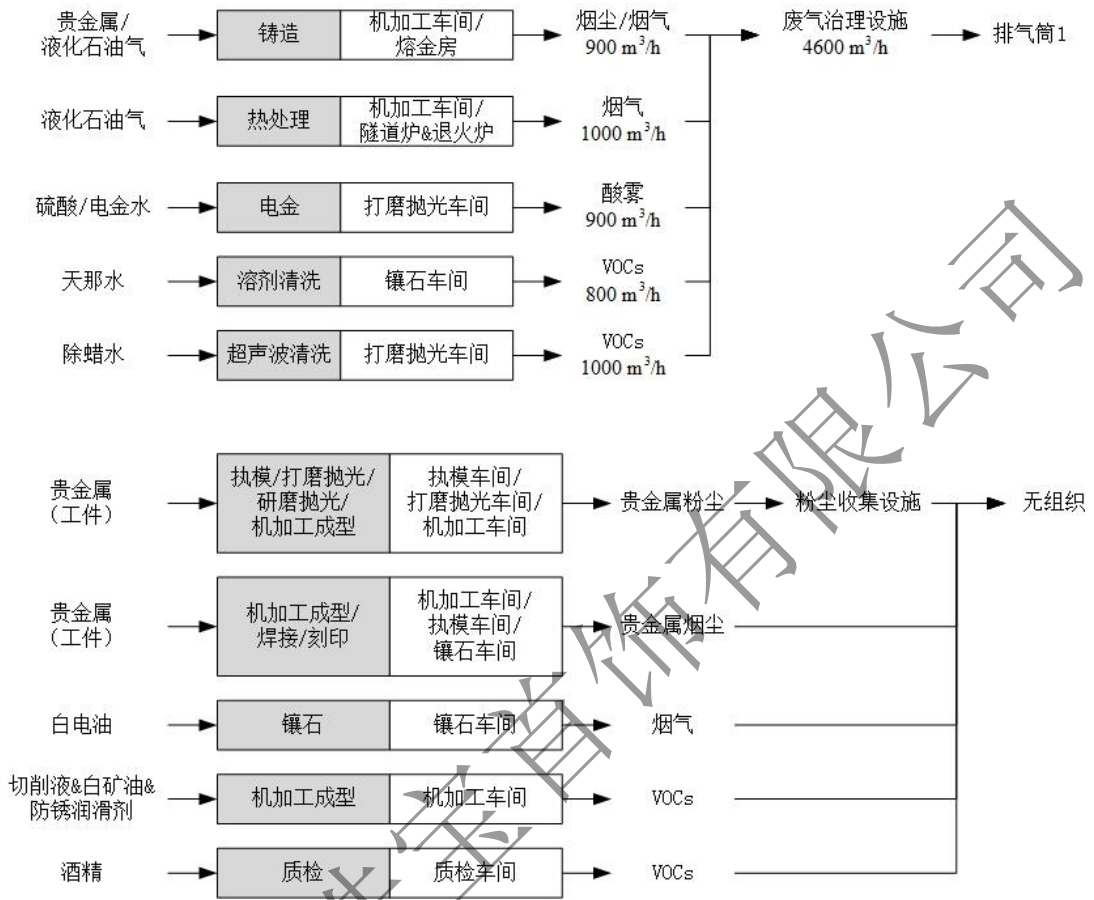 贵金属/
液化石油气
铸造
机加工车间/
熔金房
烟尘/烟气
900 m³/h
废气治理设施
4600 m³/h
排气筒1
液化石油气
热处理
机加工车间/
隧道炉&退火炉
烟气
1000 m³/h
硫酸/电金水
电金
打磨抛光车间
酸雾
900 m³/h
天那水
溶剂清洗
镶石车间
VOCs
800 m³/h
除蜡水
超声波清洗
打磨抛光车间
VOCs
1000 m³/h
贵金属
(工件)
执模/打磨抛光/
研磨抛光/
机加工成型
执模车间/
打磨抛光车间/
机加工车间
贵金属粉尘
粉尘收集设施
无组织
贵金属
(工件)
机加工成型/
焊接/刻印
机加工车间/
执模车间/
镶石车间
贵金属烟尘
白电油
镶石
镶石车间
烟气
切削液&白矿油&
防锈润滑剂
机加工成型
机加工车间
VOCs
酒精
质检
质检车间
VOCs
宝首饰有限公司